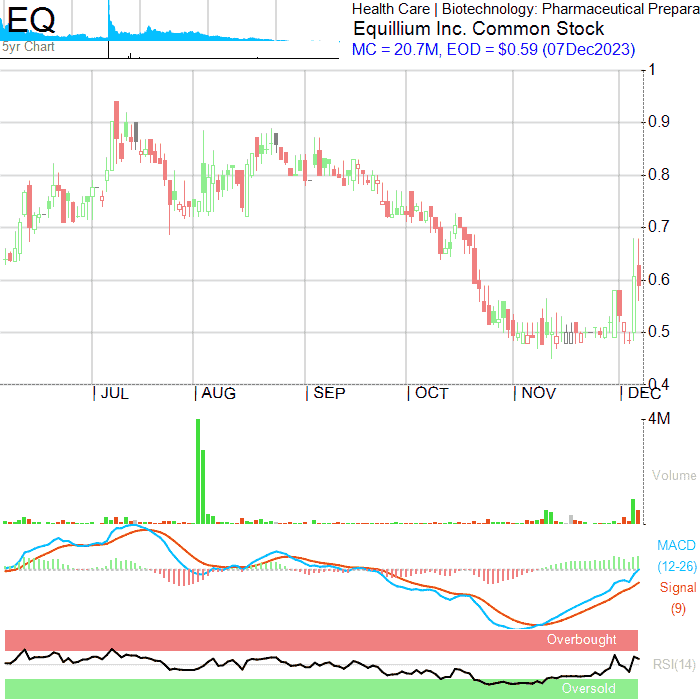 EQ
5yr Chart
Health Care | Biotechnology: Pharmaceutical Prepara
Equillium Inc. Common Stock
MC = 20.7M, EOD = $0.59 (07Dec2023)
1
0.9
0.8
0.7
0.6
0.5
0.4
JUL AUG SEP OCT NOV DEC
4M
Volume
MACD
(12-26)
Signal
(9)
Overbought
RSI(14)
Oversold